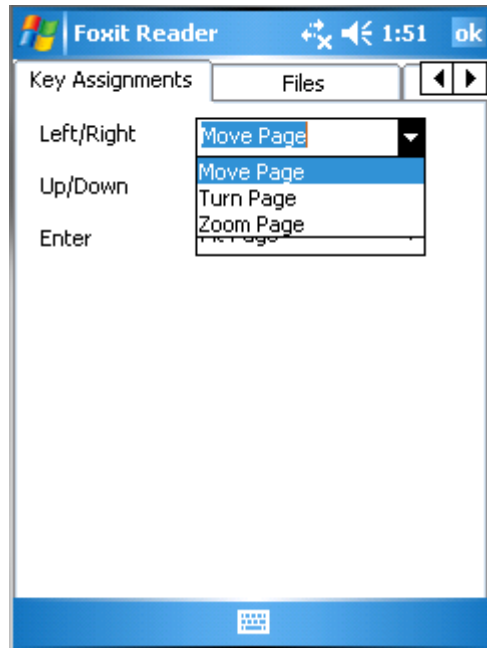 Foxit Reader 1:51 ok
Key Assignments Files
Left/Right Move Page
Move Page
Up/Down
Turn Page
Zoom Page
Enter